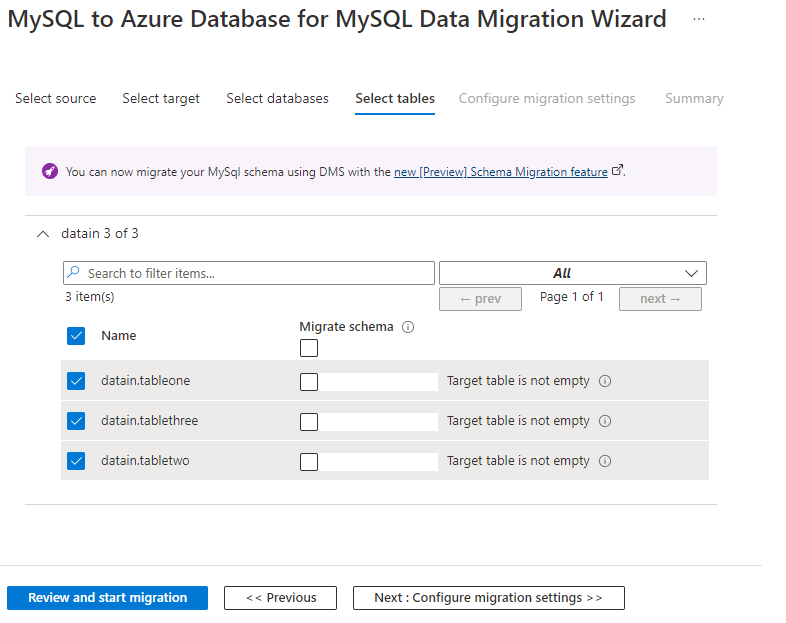 MySQL to Azure Database for MySQL Data Migration Wizard ...
Select source Select target Select databases Select tables Configure migration settings Summary
You can now migrate your MySql schema using DMS with the new [Preview] Schema Migration feature.
datain 3 of 3
Search to filter items... All
3 item(s) ← prev Page 1 of 1 next →
Name Migrate schema
datain.tableone Target table is not empty
datain.tablethree Target table is not empty
datain.tabletwo Target table is not empty
Review and start migration << Previous Next : Configure migration settings >>